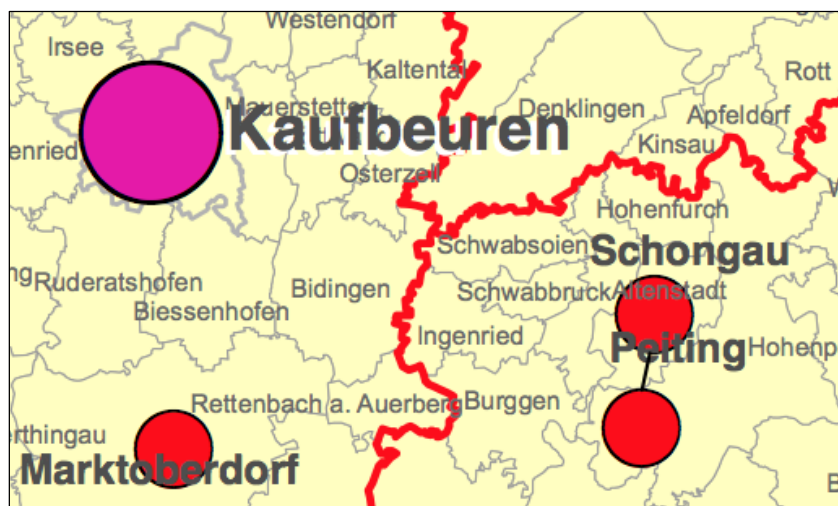 Westendorf
Irsee
Kaltental
Rott
Mauerstetten
Denklingen
Apfeldorf
Kaufbeuren
enried
Kinsau
Osterzell
Hohenfurch
Schwabsoien
Schongau
ng
Ruderatshofen
Bidingen
Schwabbruck
Altenstadt
Biessenhofen
Ingenried
Peiting
Hohenp
Rettenbach a. Auerberg
Burggen
erthingau
Marktoberdorf
B